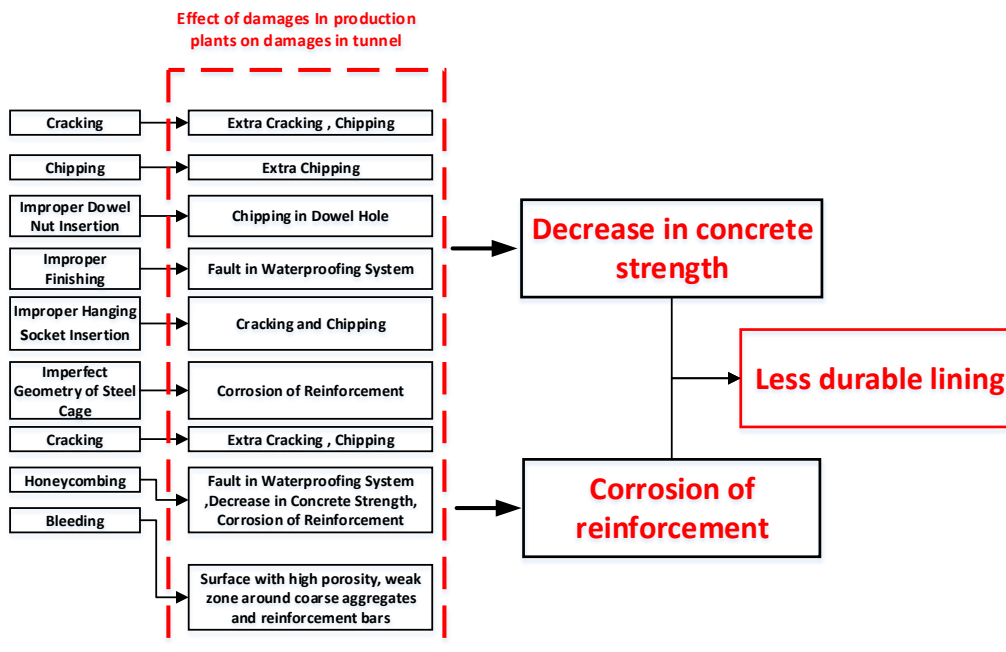 Effect of damages In production
plants on damages in tunnel
Cracking
Extra Cracking , Chipping
Chipping
Extra Chipping
Improper Dowel
Nut Insertion
Chipping in Dowel Hole
Improper
Finishing
Fault in Waterproofing System
Improper Hanging
Socket Insertion
Cracking and Chipping
Imperfect
Geometry of Steel
Cage
Corrosion of Reinforcement
Cracking
Extra Cracking , Chipping
Honeycombing
Fault in Waterproofing System
,Decrease in Concrete Strength,
Corrosion of Reinforcement
Bleeding
Surface with high porosity, weak
zone around coarse aggregates
and reinforcement bars
Decrease in concrete
strength
Corrosion of
reinforcement
Less durable lining